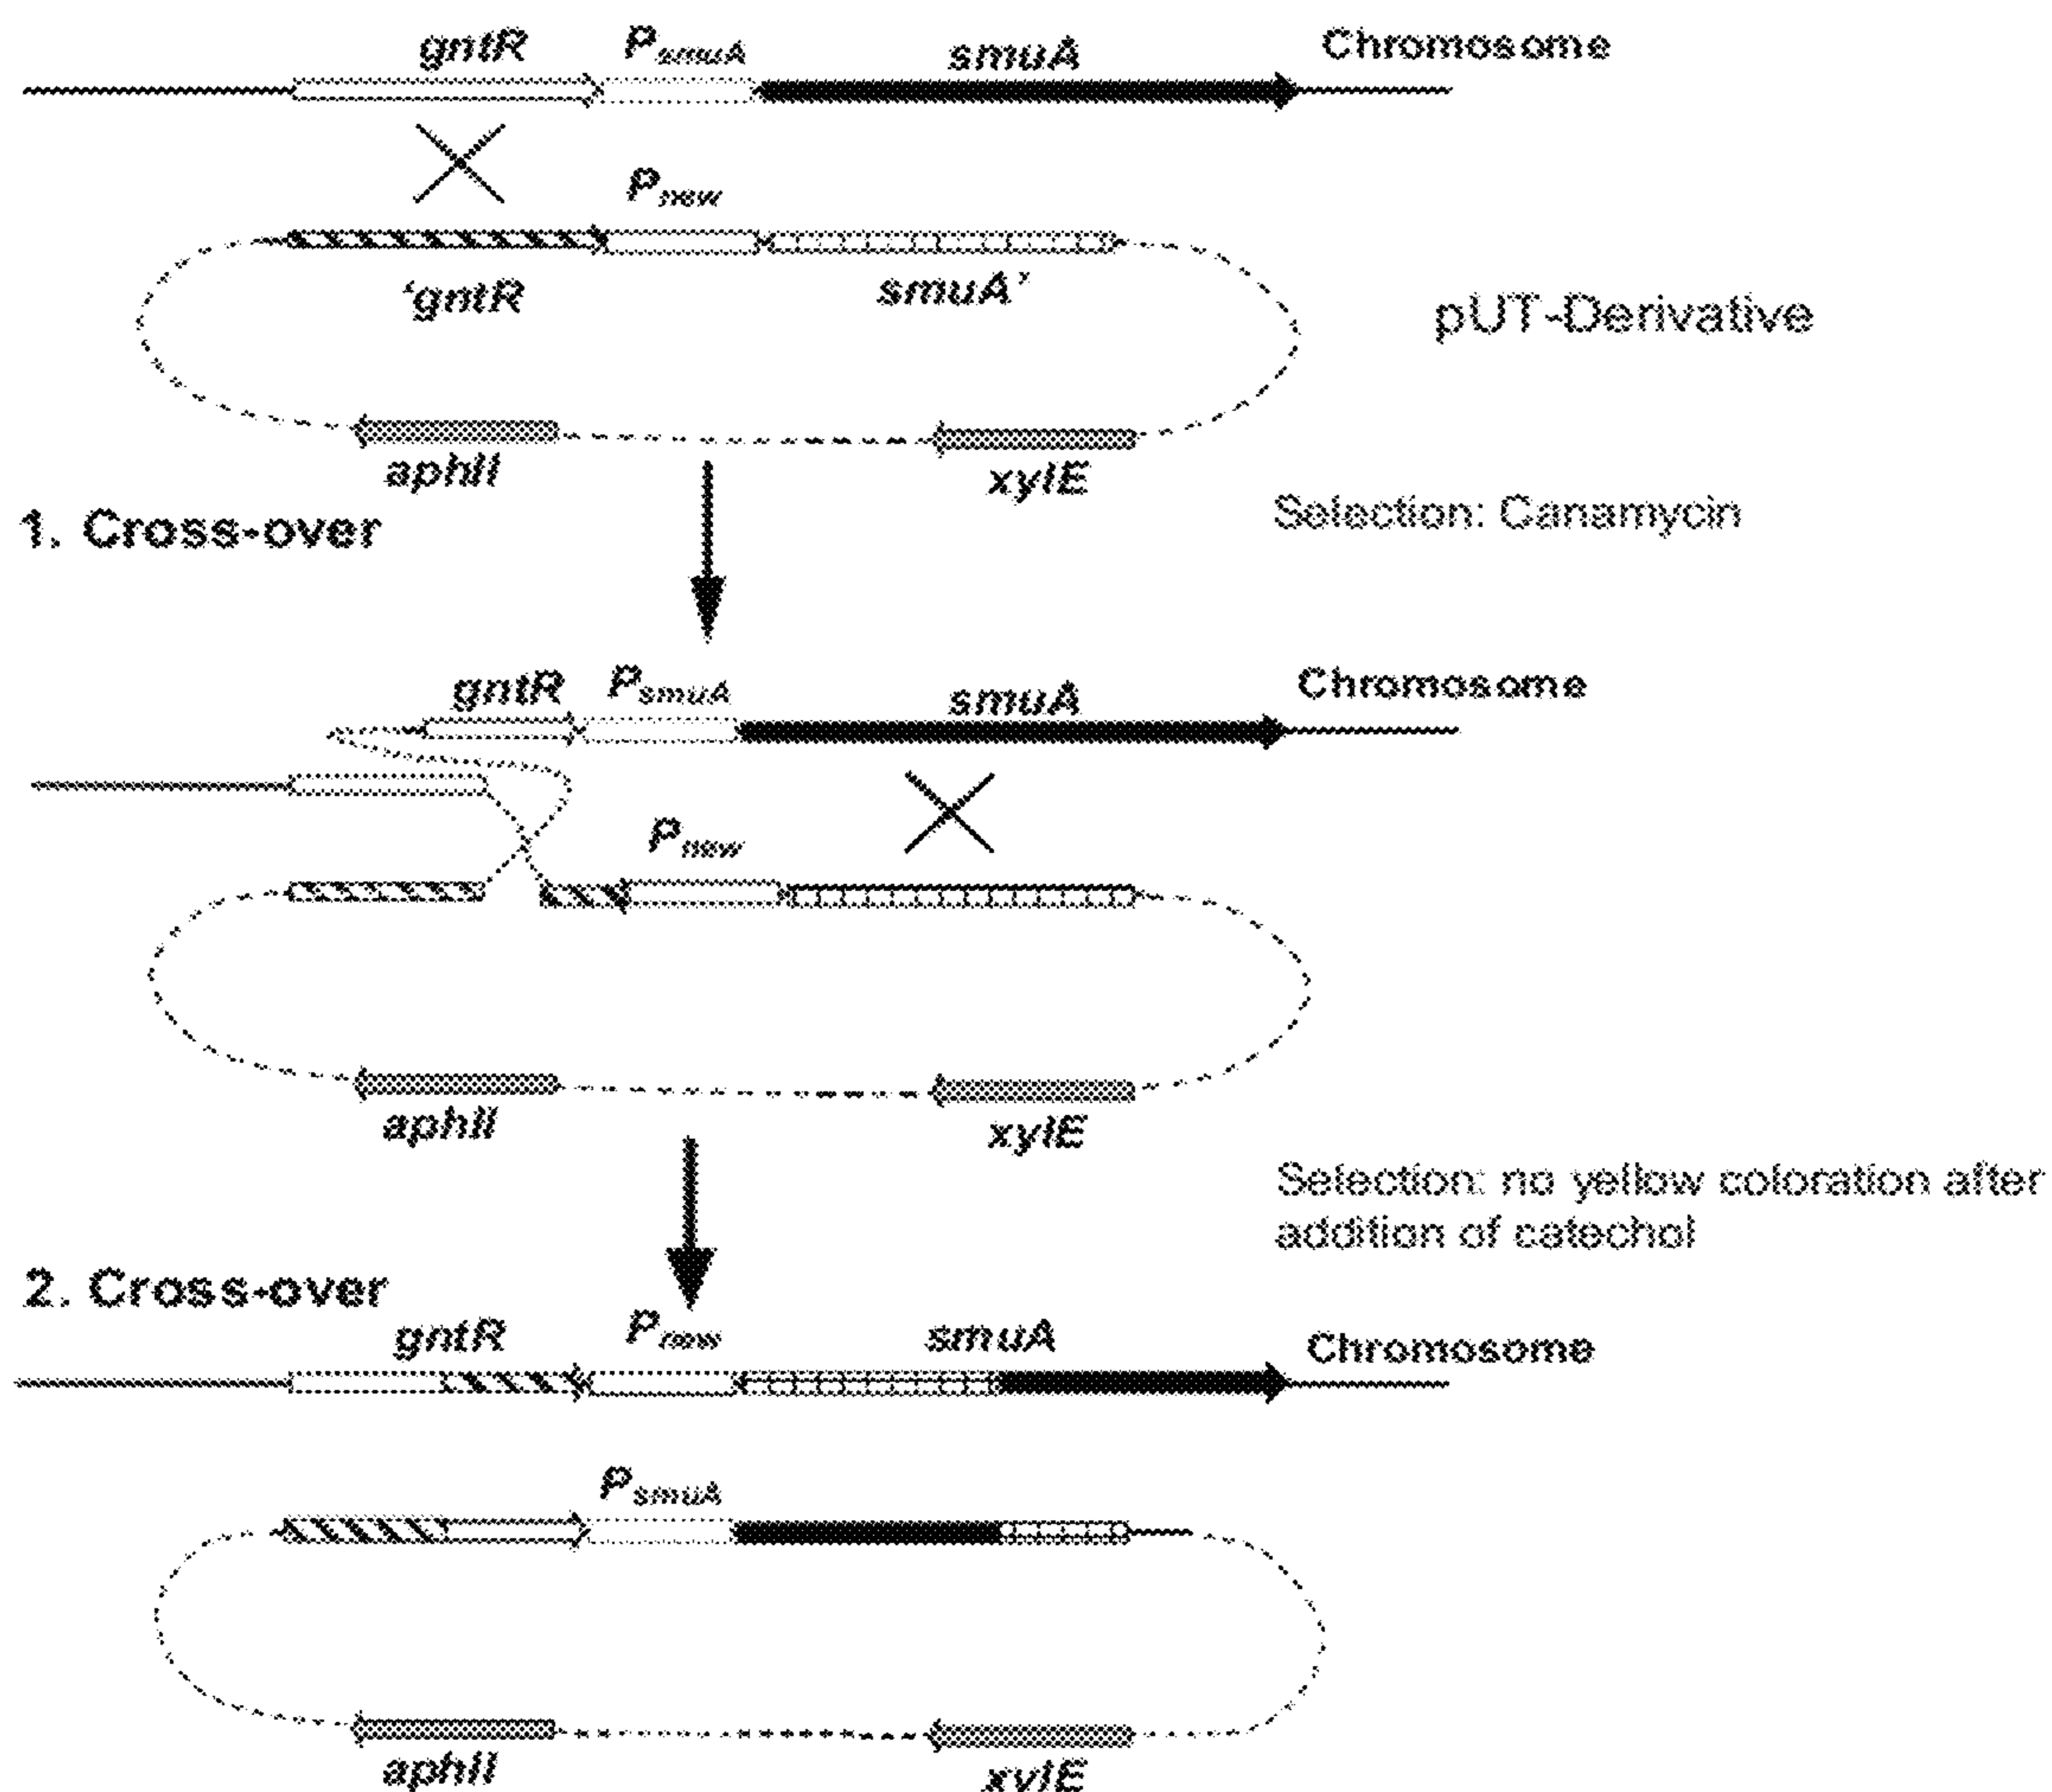 gntR PsmuA smuA Chromosome
Pnew
'gntR smuA'
pUT-Derivative
aphII xylE
Selection: Canamycin
1. Cross-over
gntR PsmuA smuA Chromosome
Pnew
aphII xylE
Selection: no yellow coloration after
addition of catechol
2. Cross-over
gntR Pnew smuA Chromosome
PsmuA
aphII xylE